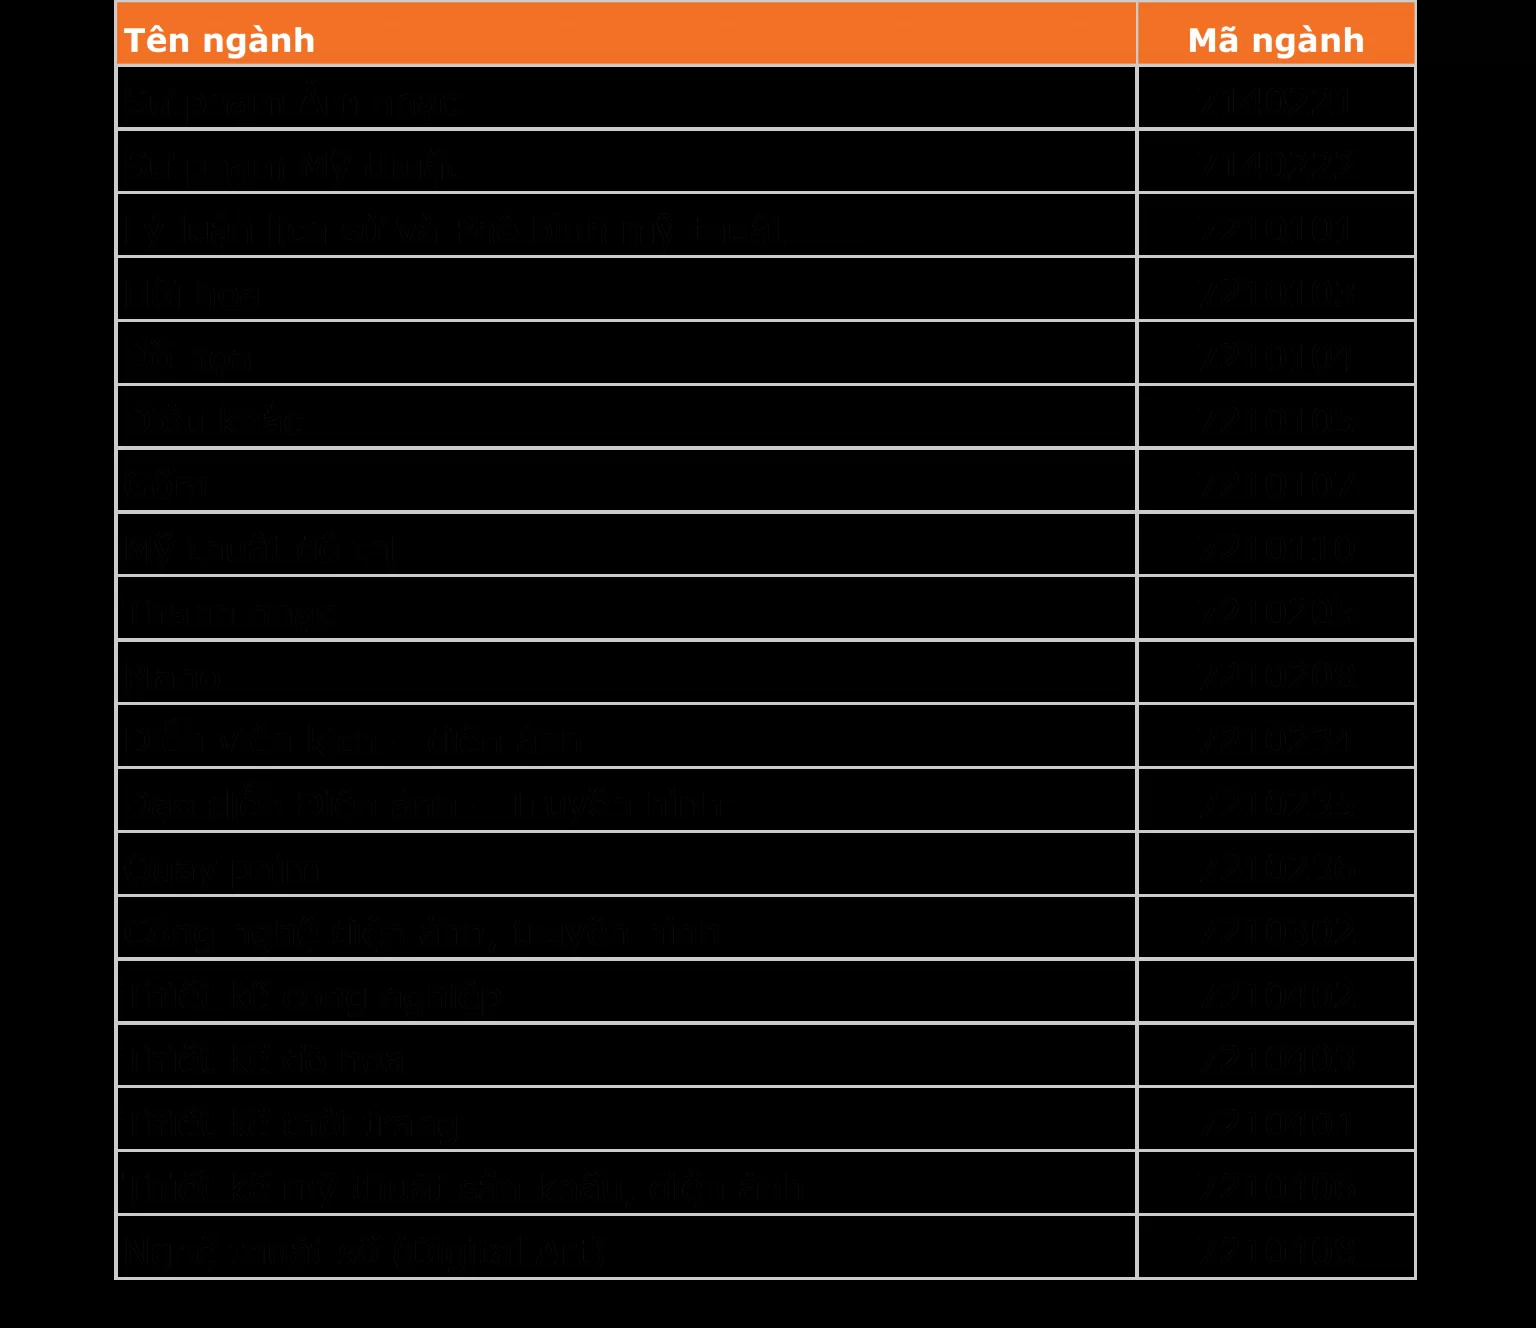 Tên ngành Mã ngành
Sư phạm Âm nhạc 7140221
Sư phạm Mỹ thuật 7140222
Lý luận lịch sử và Phê bình mỹ thuật 7210101
Hội họa 7210103
Đồ họa 7210104
Điêu khắc 7210105
Gốm 7210107
Mỹ thuật đô thị 7210110
Thanh nhạc 7210205
Piano 7210208
Diễn viên kịch - điện ảnh 7210234
Đạo diễn Điện ảnh - Truyền hình 7210235
Quay phim 7210236
Công nghệ điện ảnh, truyền hình 7210302
Thiết kế công nghiệp 7210402
Thiết kế đồ họa 7210403
Thiết kế thời trang 7210404
Thiết kế mỹ thuật sân khấu, điện ảnh 7210406
Nghệ thuật số (Digital Art) 7210408